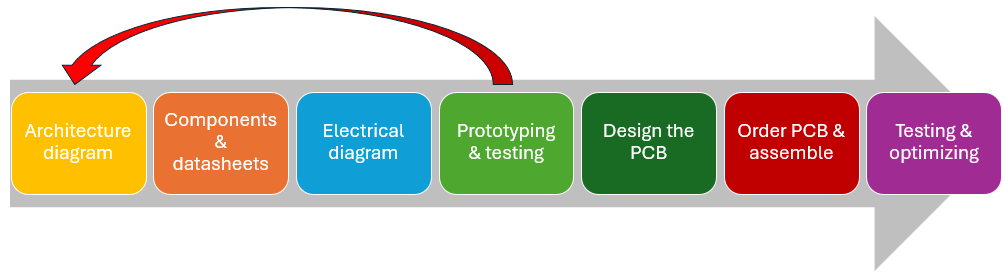 Architecture
diagram
Components
&
datasheets
Electrical
diagram
Prototyping
& testing
Design the
PCB
Order PCB &
assemble
Testing &
optimizing